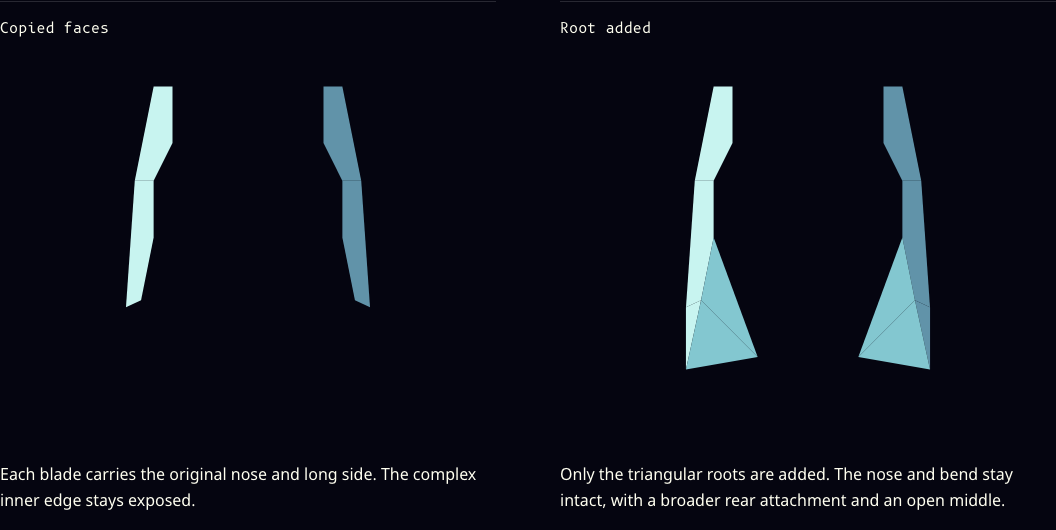 Copied faces
Root added
Each blade carries the original nose and long side. The complex
inner edge stays exposed.
Only the triangular roots are added. The nose and bend stay
intact, with a broader rear attachment and an open middle.